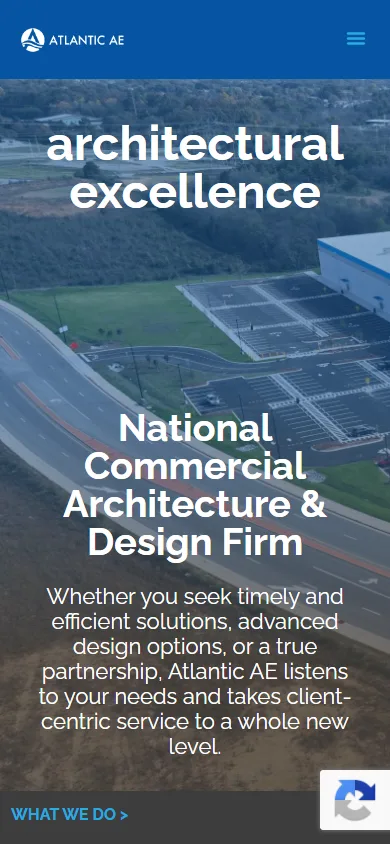 ATLANTIC AE
architectural
excellence
National
Commercial
Architecture &
Design Firm
Whether you seek timely and
efficient solutions, advanced
design options, or a true
partnership, Atlantic AE listens
to your needs and takes client-
centric service to a whole new
level.
WHAT WE DO >